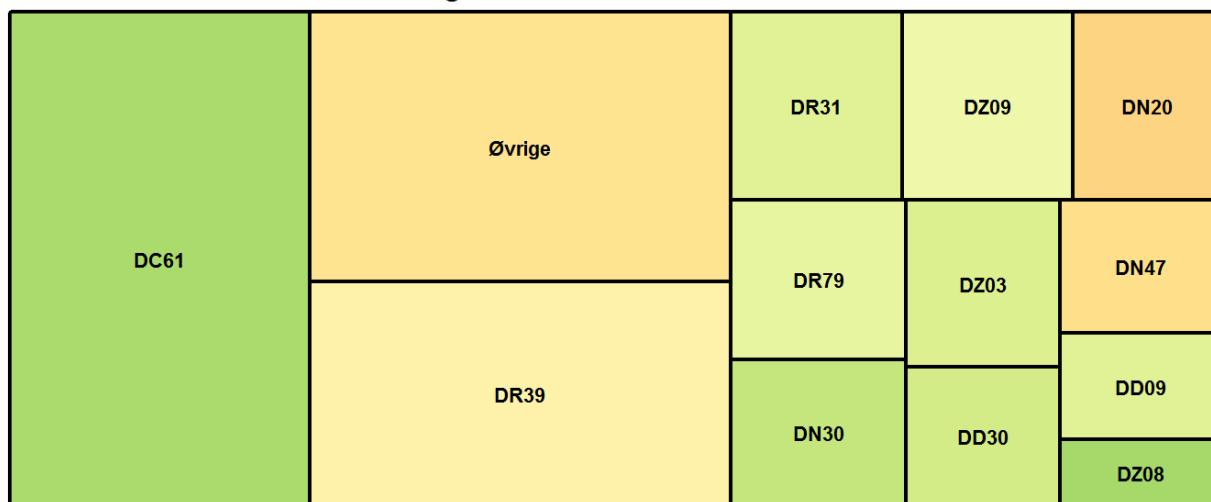 DC61
Øvrige
DR39
DR31
DZ09
DN20
DR79
DZ03
DN47
DN30
DD30
DD09
DZ08